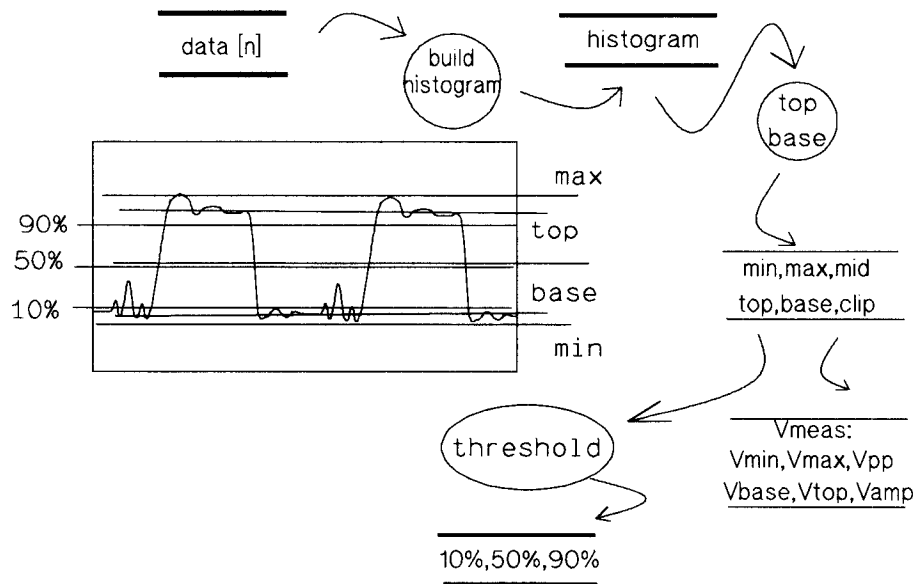 data [n]
build
histogram
histogram
top
base
max
90%
top
50%
base
10%
min
min,max,mid
top,base,clip
threshold
Vmeas:
Vmin,Vmax,Vpp
Vbase,Vtop,Vamp
10%,50%,90%